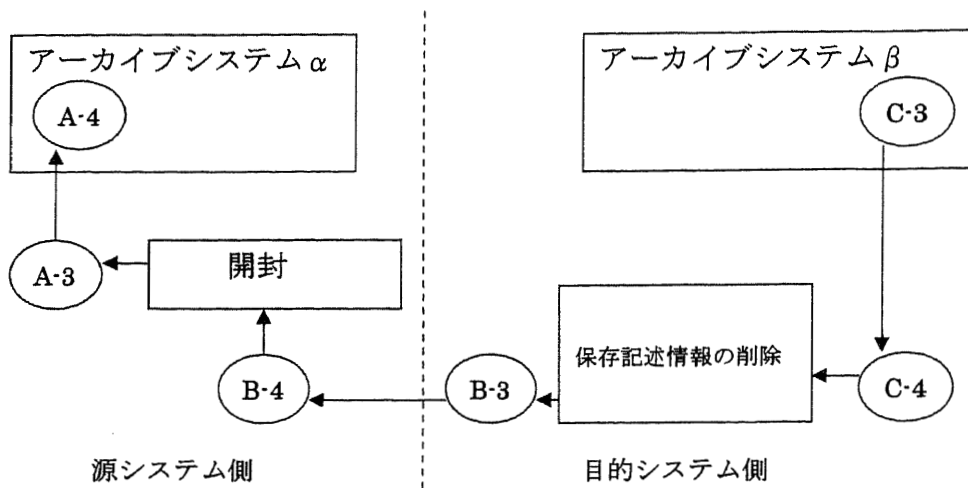 アーカイブシステムα
アーカイブシステムβ
A-4
C-3
A-3
開封
保存記述情報の削除
B-4
B-3
C-4
源システム側
目的システム側